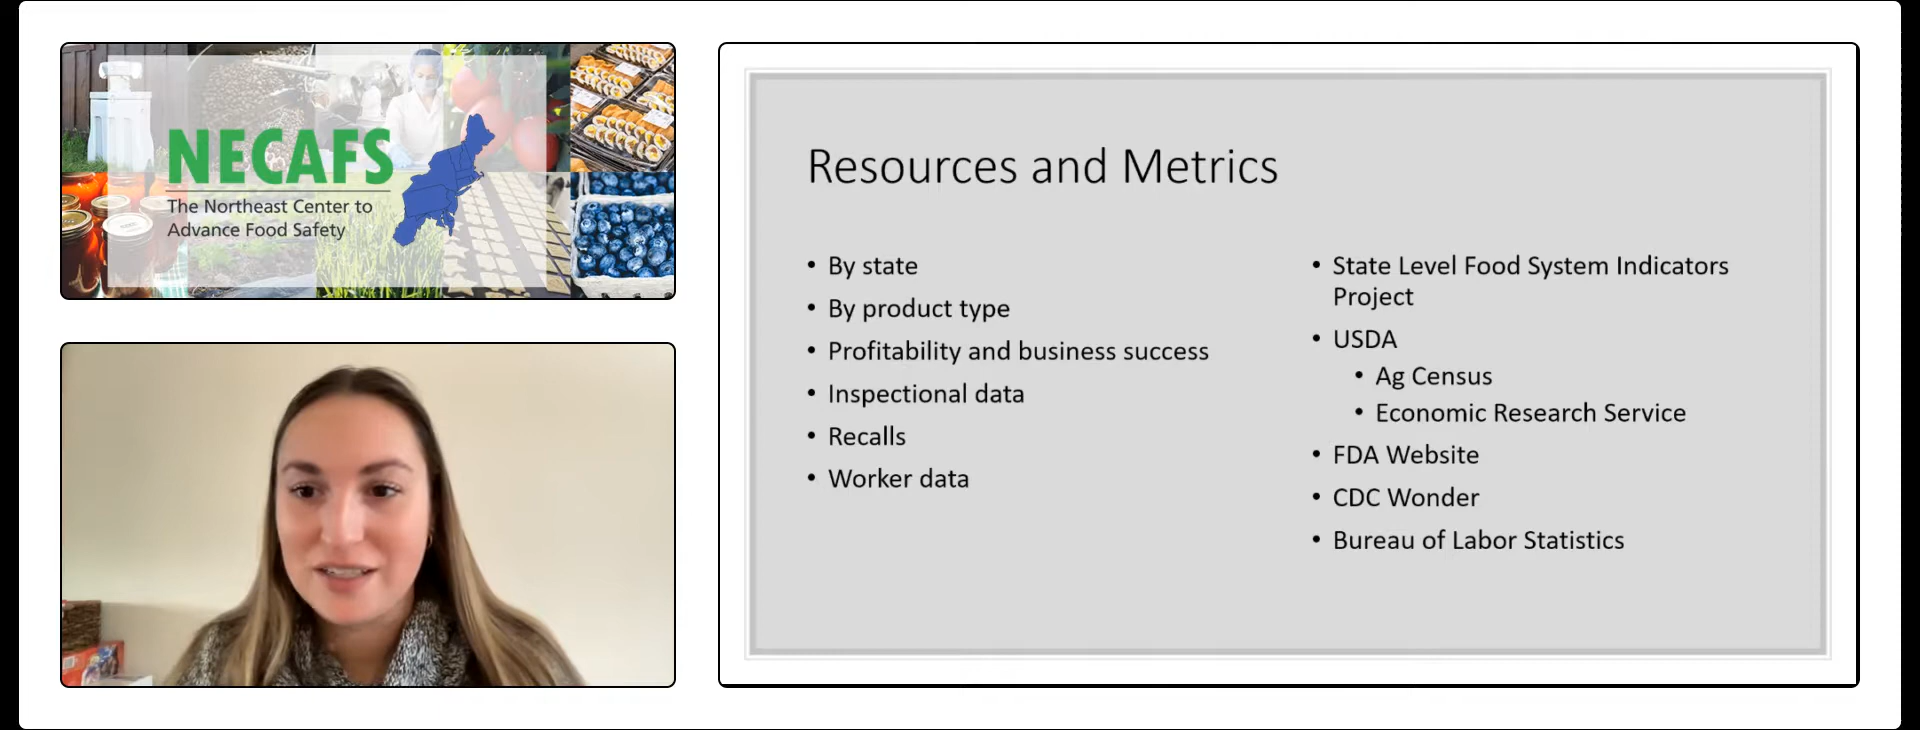 NECAFS
The Northeast Center to
Advance Food Safety
Resources and Metrics
• By state
• By product type
• Profitability and business success
• Inspectional data
• Recalls
• Worker data
• State Level Food System Indicators
Project
• USDA
• Ag Census
• Economic Research Service
• FDA Website
• CDC Wonder
• Bureau of Labor Statistics